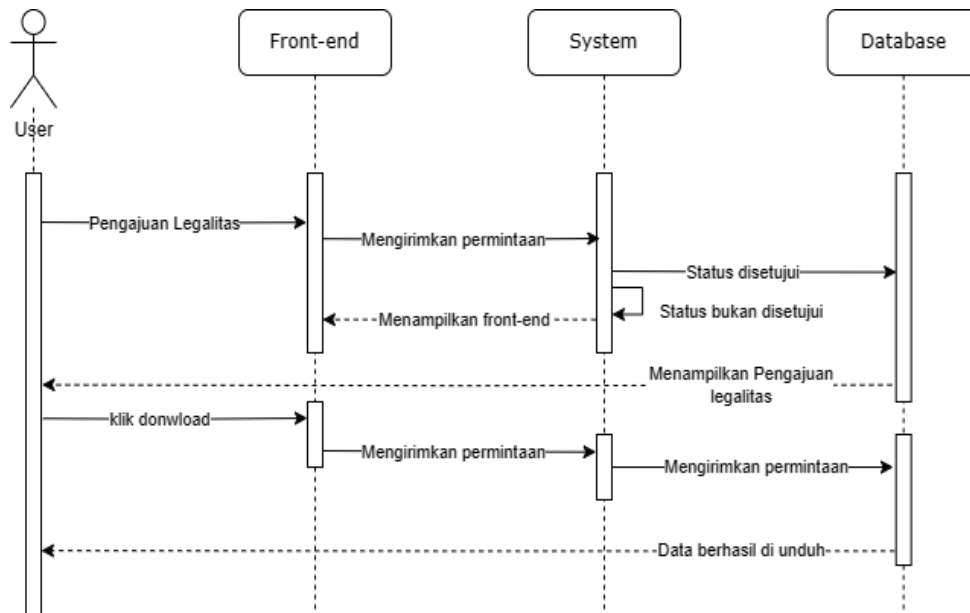 Front-end
System
Database
User
Pengajuan Legalitas
Mengirimkan permintaan
Status disetujui
Status bukan disetujui
Menampilkan front-end
Menampilkan Pengajuan
legalitas
klik donwload
Mengirimkan permintaan
Mengirimkan permintaan
Data berhasil di unduh